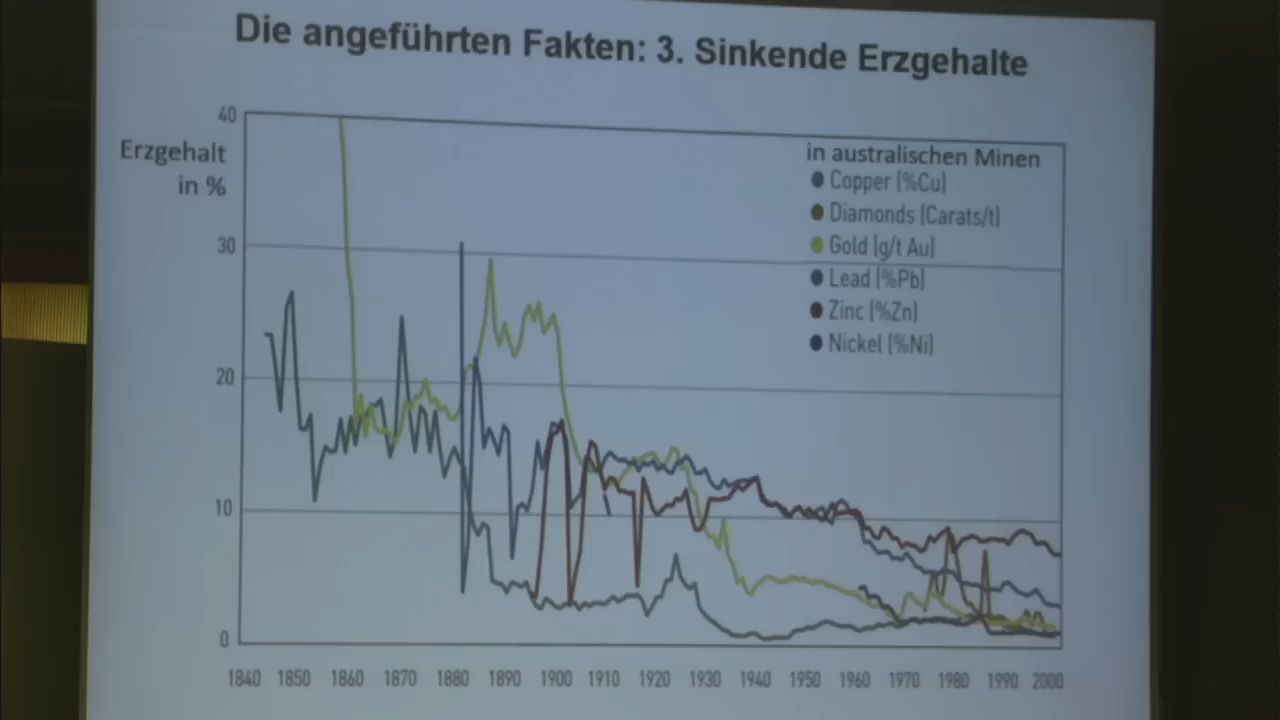 Die angeführten Fakten: 3. Sinkende Erzgehalte
40
Erzgehalt
in %
30
20
10
0
in australischen Minen
Copper (%Cu)
Diamonds (Carats/t)
Gold (g/t Au)
Lead (%Pb)
Zinc (%Zn)
Nickel (%Ni)
1840 1850 1860 1870 1880 1890 1900 1910 1920 1930 1940 1950 1960 1970 1980 1990 2000